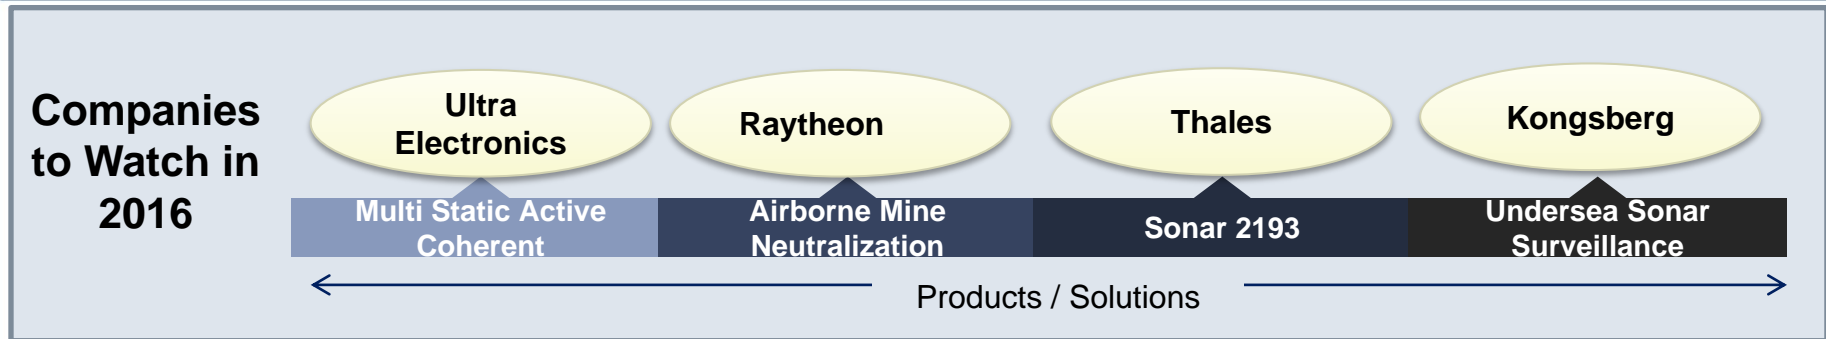 Companies
to Watch in
2016
Ultra
Electronics
Raytheon
Thales
Kongsberg
Multi Static Active
Coherent
Airborne Mine
Neutralization
Sonar 2193
Undersea Sonar
Surveillance
Products / Solutions